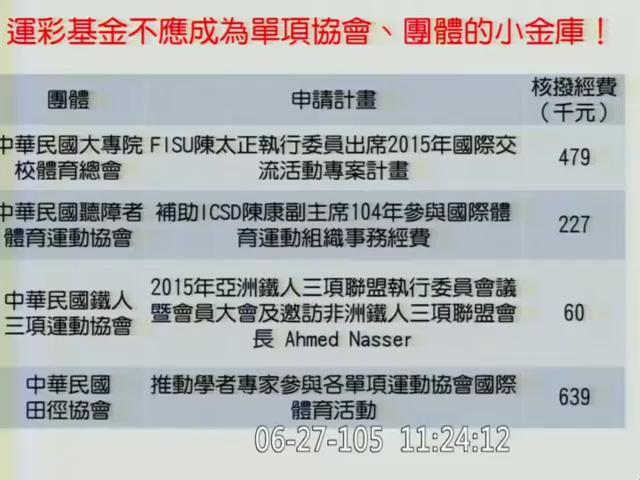 運彩基金不應成為單項協會、團體的小金庫！
團體 申請計畫 核撥經費
（千元）
中華民國大專院
校體育總會
FISU陳太正執行委員出席2015年國際交
流活動專案計畫
479
中華民國聽障者
體育運動協會
補助ICSD陳康副主席104年參與國際體
育運動組織事務經費
227
中華民國鐵人
三項運動協會
2015年亞洲鐵人三項聯盟執行委員會議
暨會員大會及邀訪非洲鐵人三項聯盟會
長 Ahmed Nasser
60
中華民國
田徑協會
推動學者專家參與各單項運動協會國際
體育活動
639
06-27-105 11:24:12